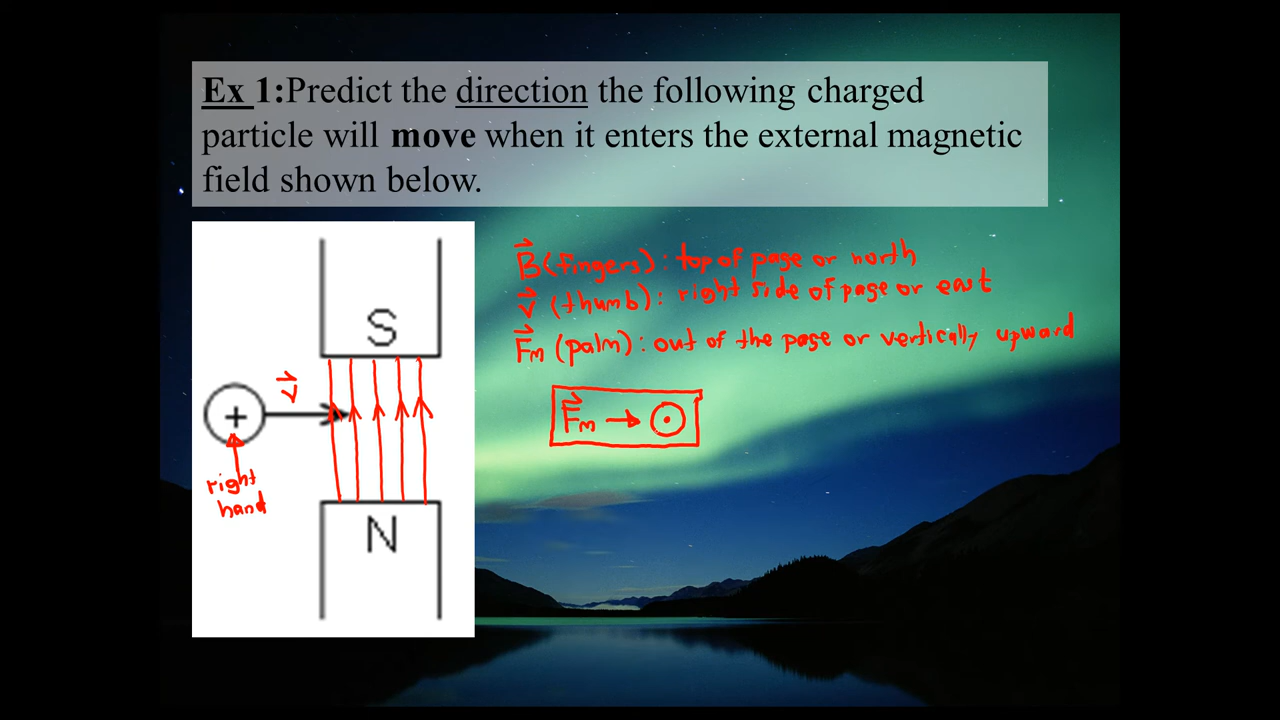 Ex 1:Predict the direction the following charged
particle will move when it enters the external magnetic
field shown below.
S
v
+
right
hand
N
B (fingers) : top of page or north
v (thumb) : right side of page or east
Fm (palm) : out of the page or vertically upward
Fm → ⊙